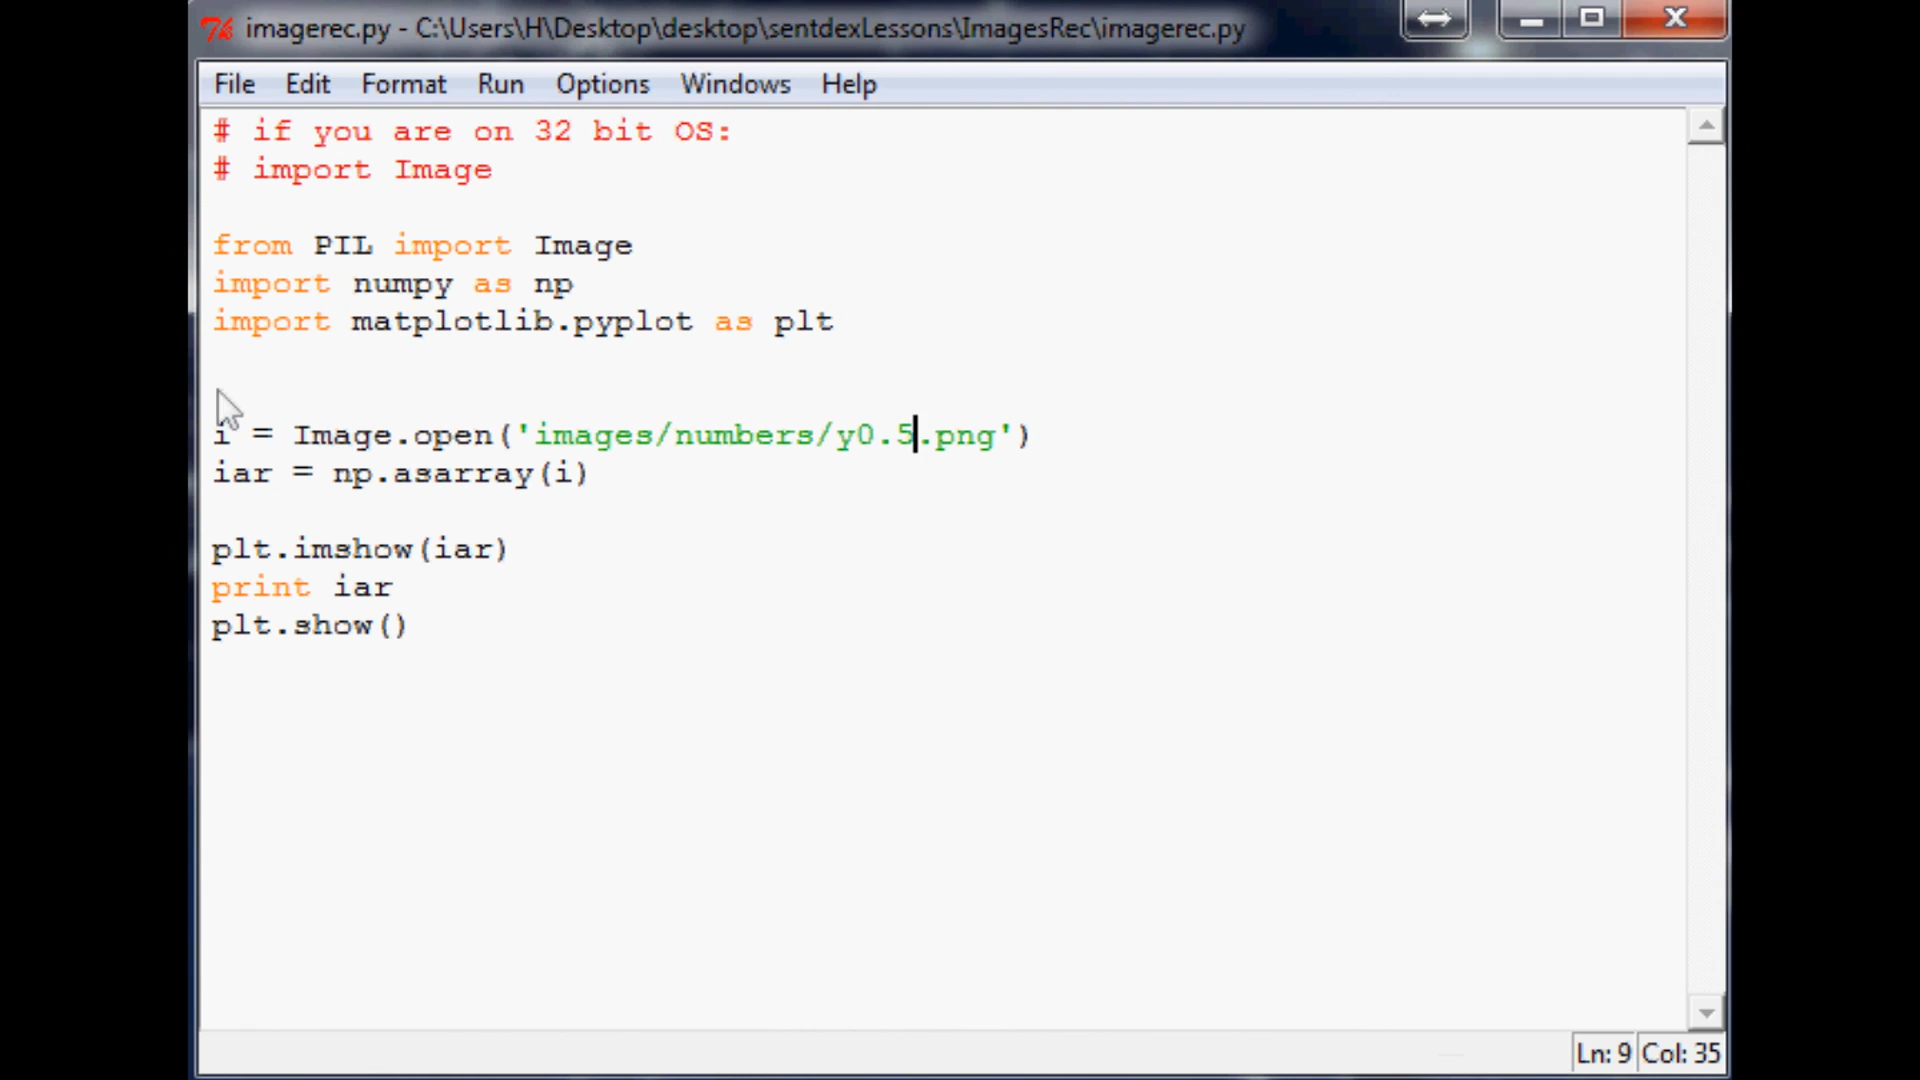 imagerec.py - C:\Users\H\Desktop\desktop\sentdexLessons\ImagesRec\imagerec.py
File Edit Format Run Options Windows Help
# if you are on 32 bit OS:
# import Image
from PIL import Image
import numpy as np
import matplotlib.pyplot as plt
i = Image.open('images/numbers/y0.5.png')
iar = np.asarray(i)
plt.imshow(iar)
print iar
plt.show()
Ln: 9 Col: 35